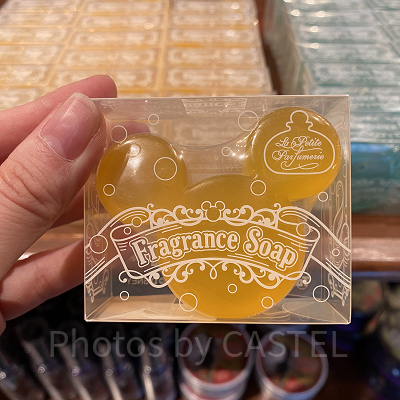 La Petite
Parfumerie
Fragrance Soap
Photos by CASTEL